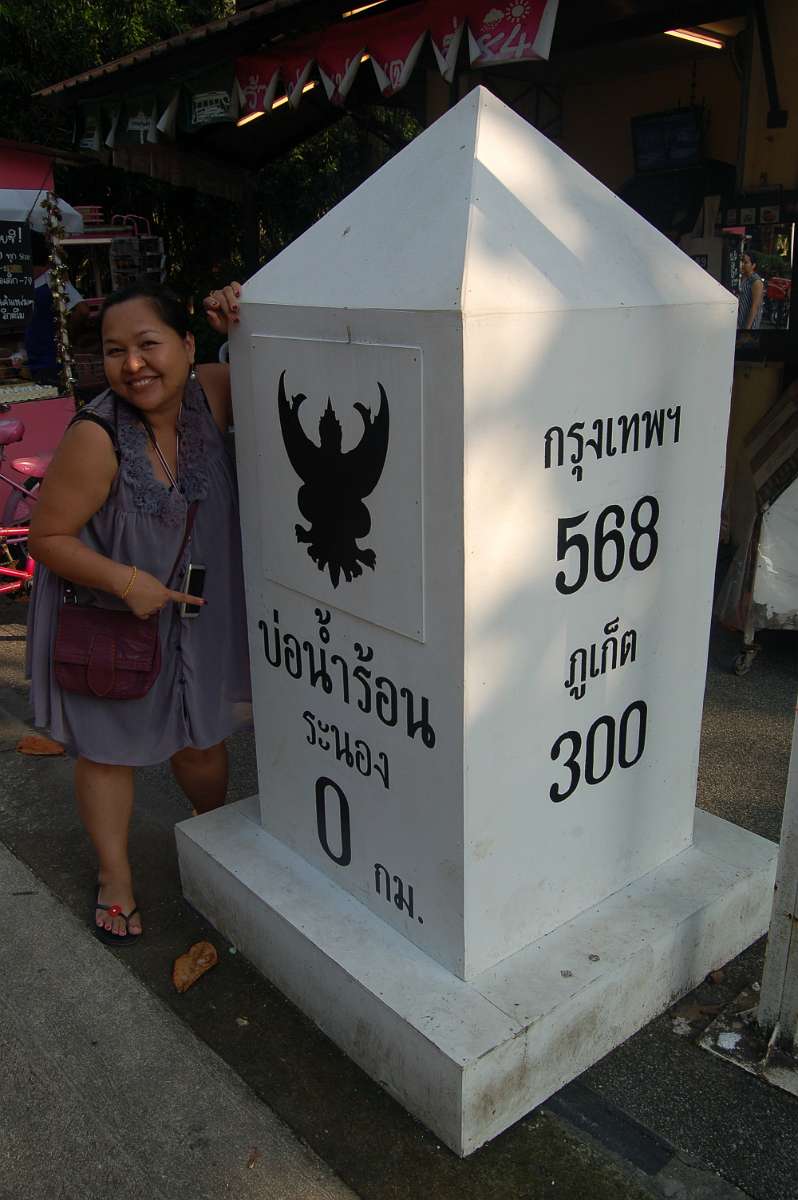 บ่อน้ำร้อน
ระนอง
0 กม.
กรุงเทพฯ
568
ภูเก็ต
300